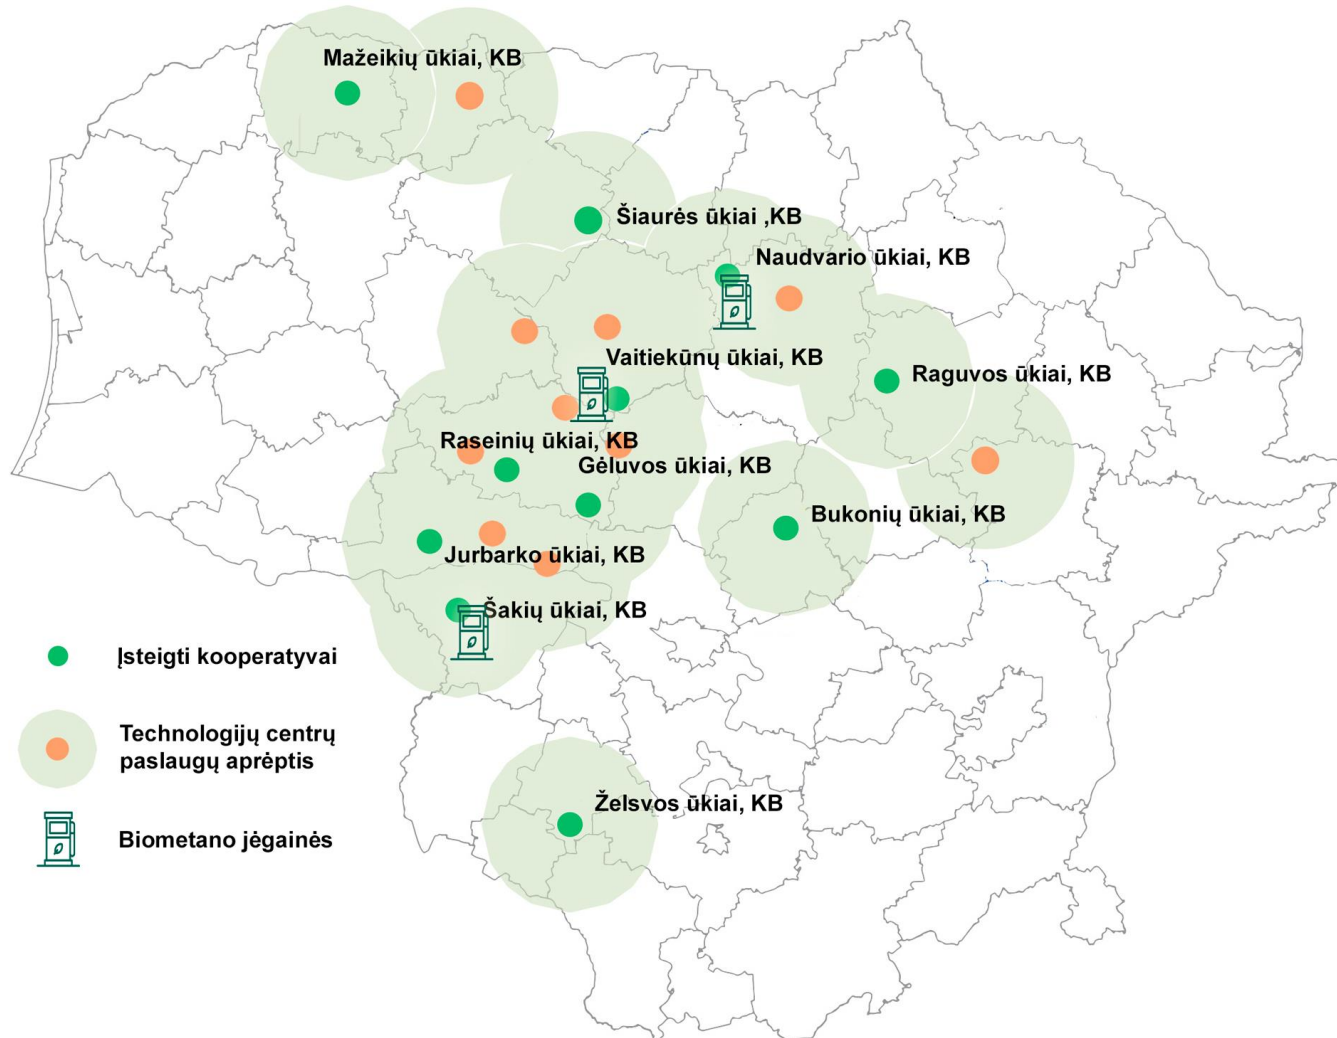 Mažeikių ūkiai, KB
Šiaurės ūkiai ,KB
Naudvario ūkiai, KB
Vaitiekūnų ūkiai, KB
Raguvos ūkiai, KB
Raseinių ūkiai, KB
Gėluvos ūkiai, KB
Bukonių ūkiai, KB
Jurbarko ūkiai, KB
Šakių ūkiai, KB
Želsvos ūkiai, KB
Įsteigti kooperatyvai
Technologijų centrų
paslaugų aprėptis
Biometano jėgainės